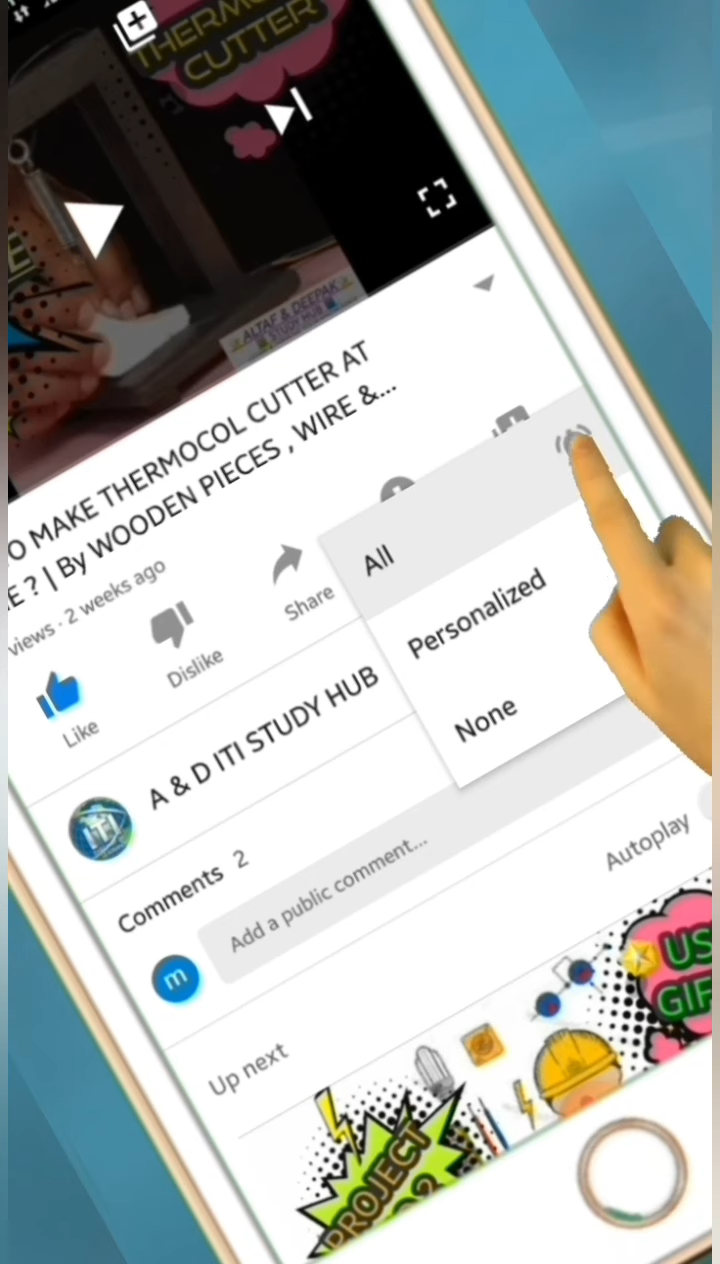 THERMO
CUTTER
ALTAF & DEEPAK
STUDY HUB
O MAKE THERMOCOL CUTTER AT
E ? | By WOODEN PIECES , WIRE &...
views · 2 weeks ago
Like
Dislike
Share
All
Personalized
None
A & D ITI STUDY HUB
ITI
Comments 2
Add a public comment...
m
Autoplay
Up next
US
GIF
PROJECT